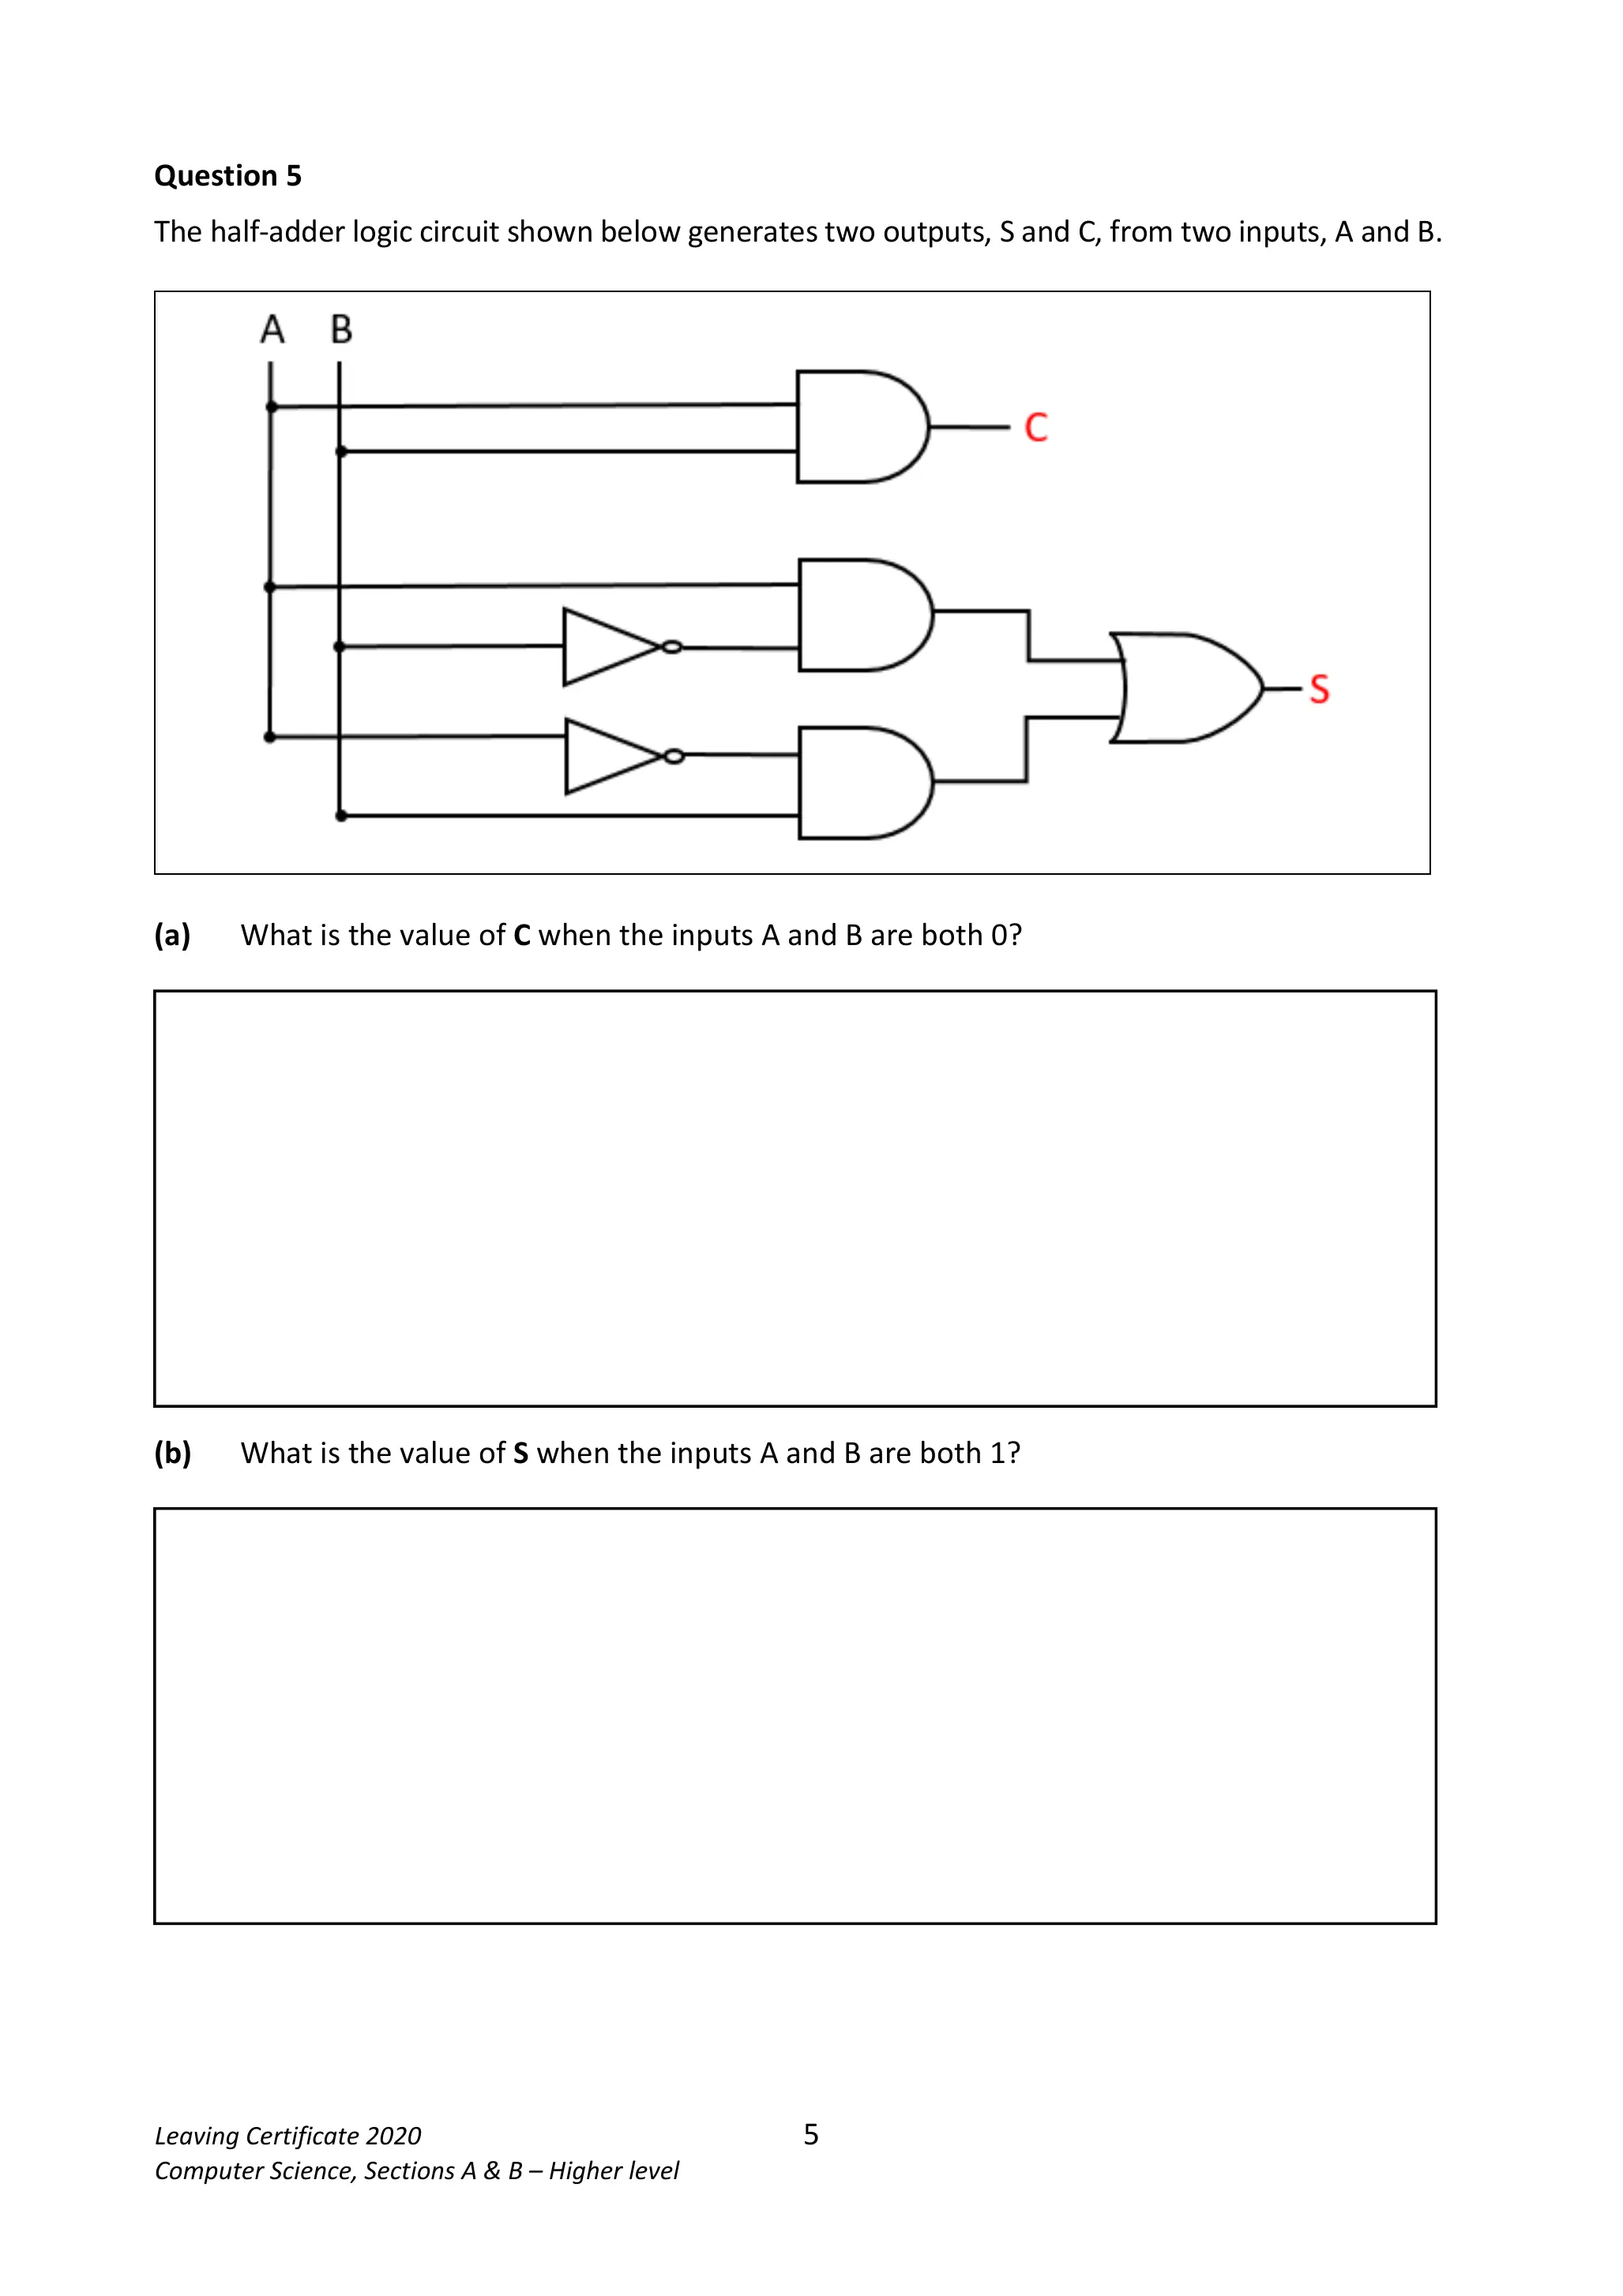 Question 5
The half-adder logic circuit shown below generates two outputs, S and C, from two inputs, A and B.
A B
C
S
(a) What is the value of C when the inputs A and B are both 0?
(b) What is the value of S when the inputs A and B are both 1?
Leaving Certificate 2020 5
Computer Science, Sections A & B – Higher level